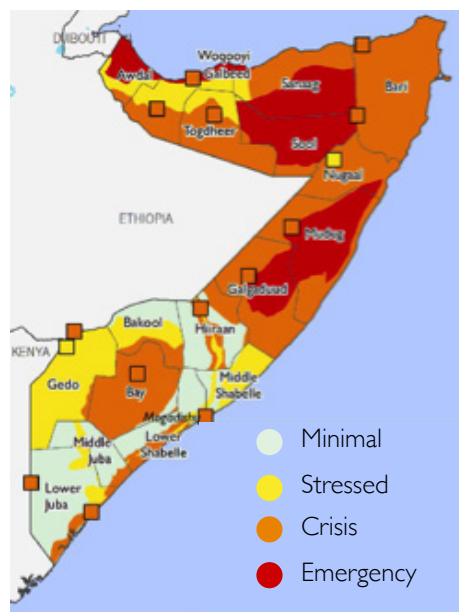 DJIBOUTI
Woqooyi
Galbeed
Awdal
Sanaag
Bari
Togdheer
Sool
Nugaal
ETHIOPIA
Mudug
Galgaduud
Bakool
Hiiraan
KENYA
Gedo
Bay
Middle
Shabelle
Mogadishu
Lower
Shabelle
Middle
Juba
Lower
Juba
Minimal
Stressed
Crisis
Emergency